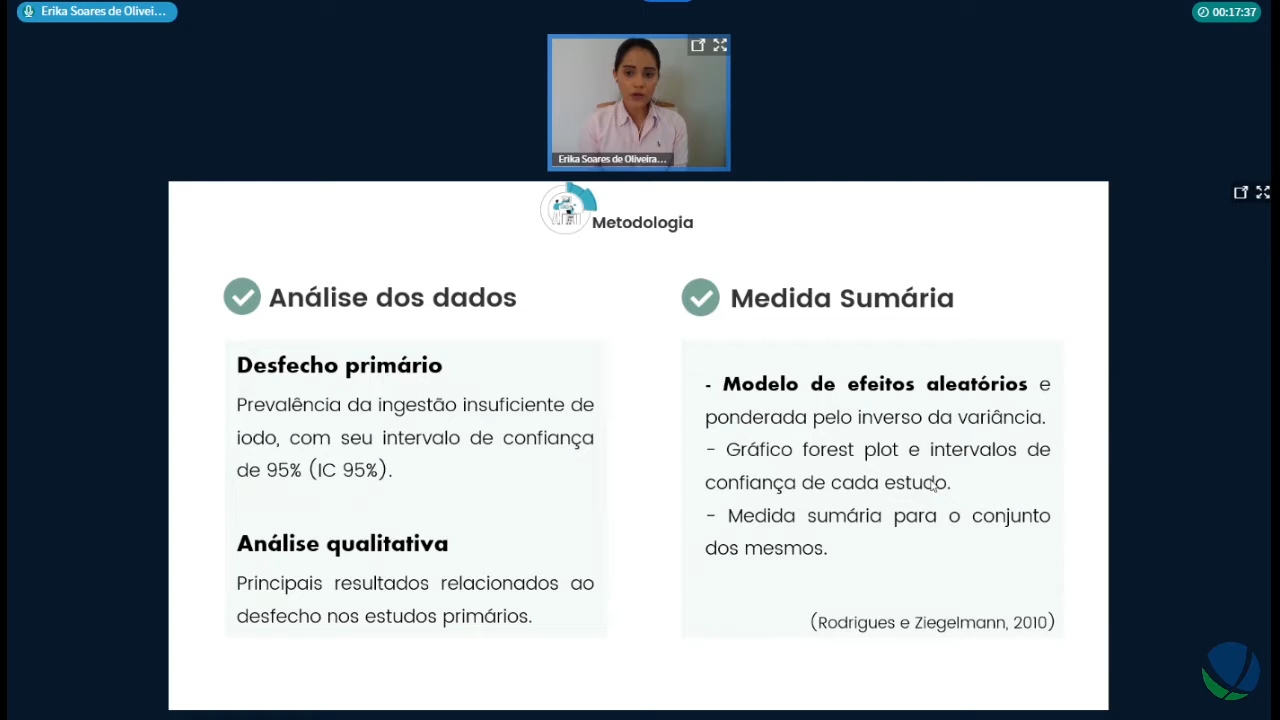 Erika Soares de Olivei...
00:17:37
Erika Soares de Oliveira...
Metodologia
Análise dos dados
Desfecho primário
Prevalência da ingestão insuficiente de
iodo, com seu intervalo de confiança
de 95% (IC 95%).
Análise qualitativa
Principais resultados relacionados ao
desfecho nos estudos primários.
Medida Sumária
- Modelo de efeitos aleatórios e
ponderada pelo inverso da variância.
- Gráfico forest plot e intervalos de
confiança de cada estudo.
- Medida sumária para o conjunto
dos mesmos.
(Rodrigues e Ziegelmann, 2010)